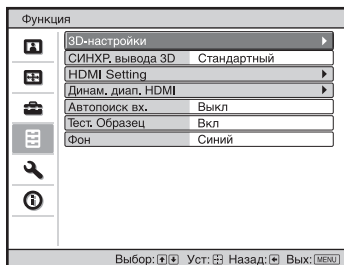 Функция
3D-настройки
СИНХР. вывода 3D Стандартный
HDMI Setting
Динам. диап. HDMI
Автопоиск вх. Выкл
Тест. Образец Вкл
Фон Синий
Выбор: Уст: Назад: Вых: MENU